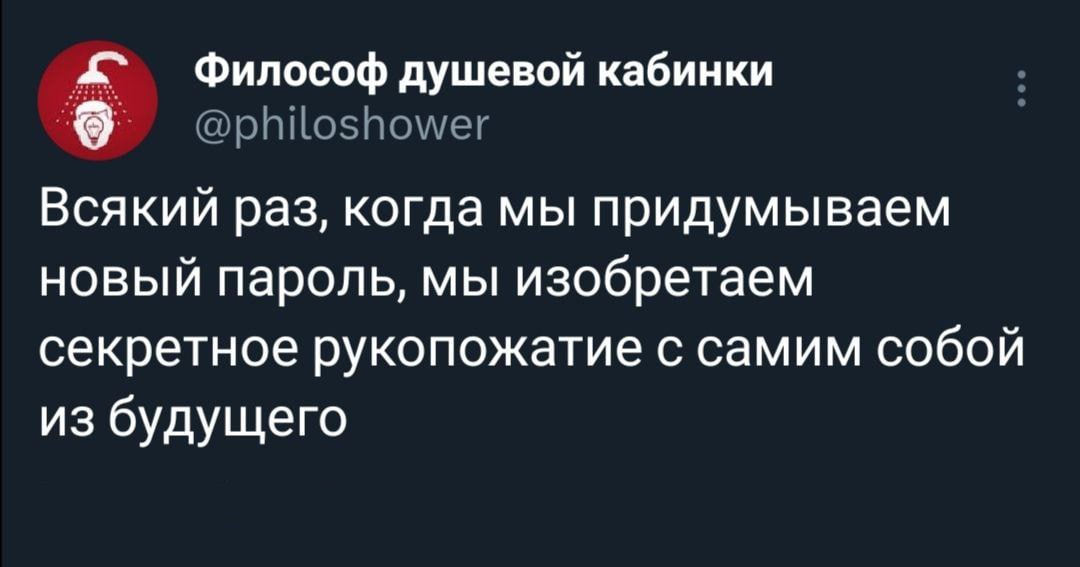 Философ душевой кабинки
@philoshower
Всякий раз, когда мы придумываем
новый пароль, мы изобретаем
секретное рукопожатие с самим собой
из будущего